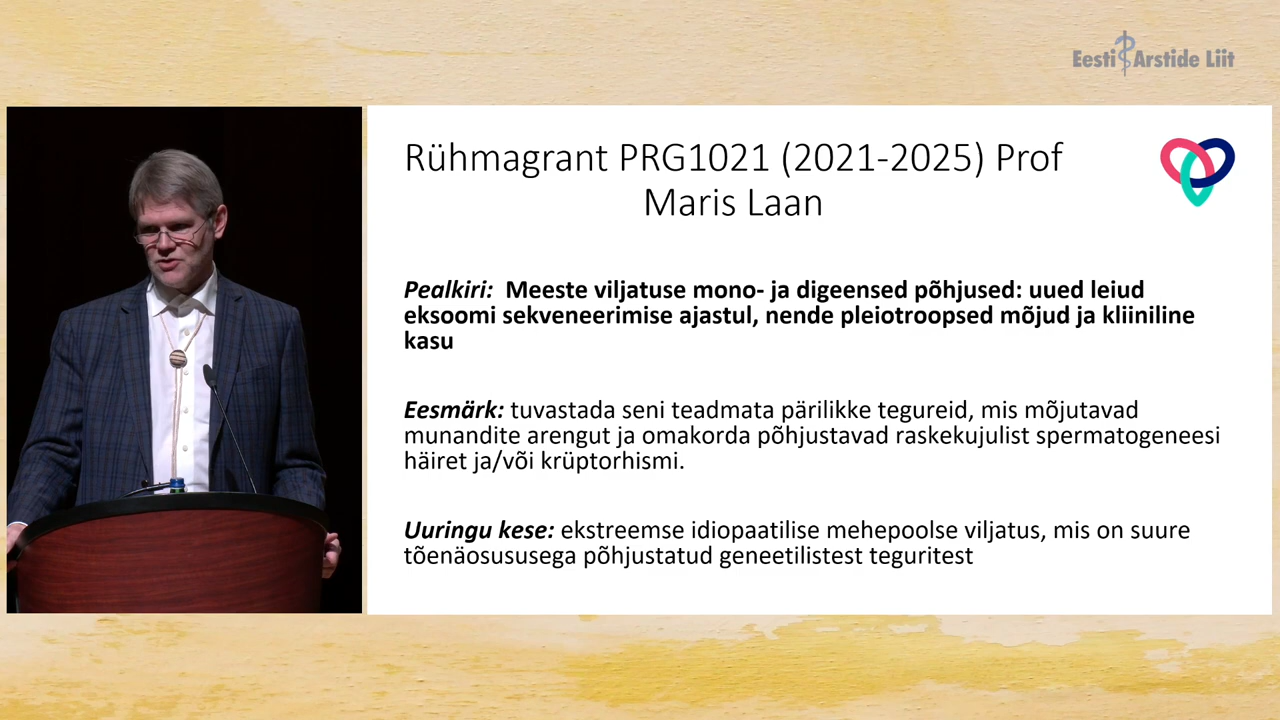 Eesti Arstide Liit
Rühmagrant PRG1021 (2021-2025) Prof
Maris Laan
Pealkiri: Meeste viljatuse mono- ja digeensed põhjused: uued leiud
eksoomi sekveneerimise ajastul, nende pleiotroopsed mõjud ja kliiniline
kasu
Eesmärk: tuvastada seni teadmata pärilikke tegureid, mis mõjutavad
munandite arengut ja omakorda põhjustavad raskekujulist spermatogeneesi
häiret ja/või krüptorhismi.
Uuringu kese: ekstreemse idiopaatilise mehepoolse viljatus, mis on suure
tõenäosususega põhjustatud geneetilistest teguritest